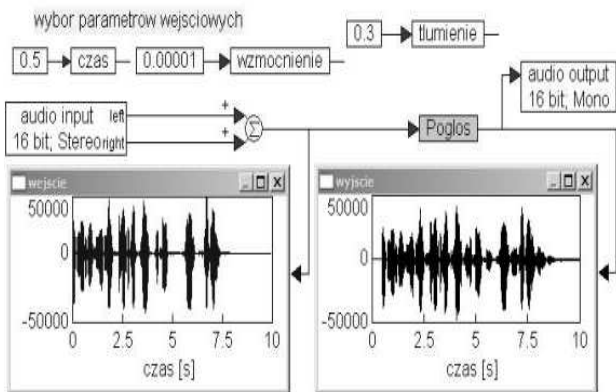 wybor parametrow wejsciowych
0.5 czas 0.00001 wzmocnienie
0.3 tłumienie
audio input left
16 bit; Stereo right
+
+
Σ
Poglos
audio output
16 bit; Mono
wejscie
50000
0
-50000
0 2.5 5 7.5 10
czas [s]
wyjscie
50000
0
-50000
0 2.5 5 7.5 10
czas [s]